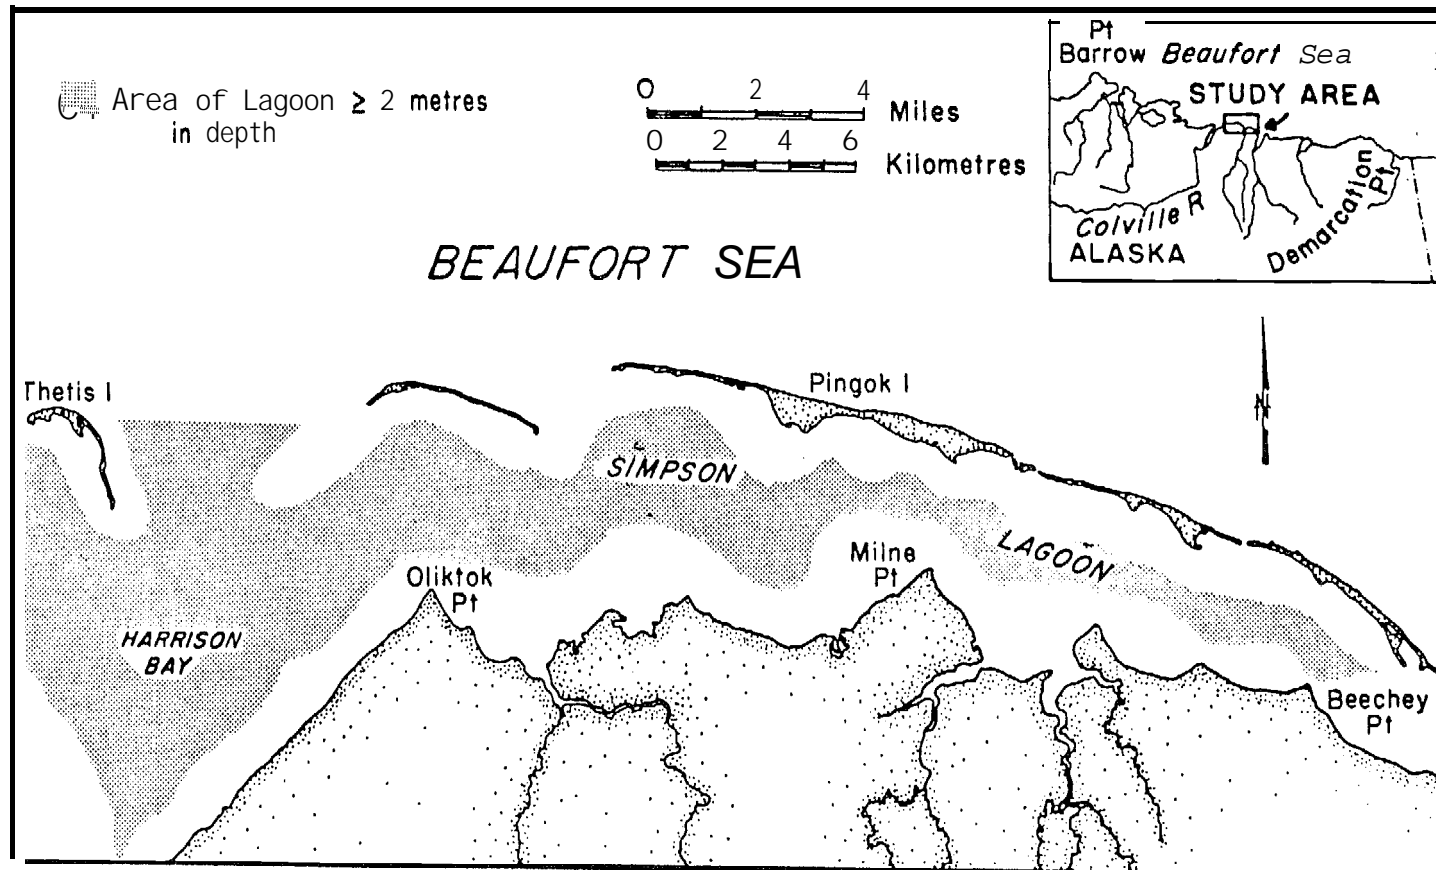 Area of Lagoon ≥ 2 metres
in depth
0 2 4
Miles
0 2 4 6
Kilometres
Pt
Barrow Beaufort Sea
STUDY AREA
Colville R
ALASKA
Demarcation
Pt
BEAUFORT SEA
N
Thetis I
Pingok I
SIMPSON
LAGOON
Milne
Pt
Oliktok
Pt
HARRISON
BAY
Beechey
Pt